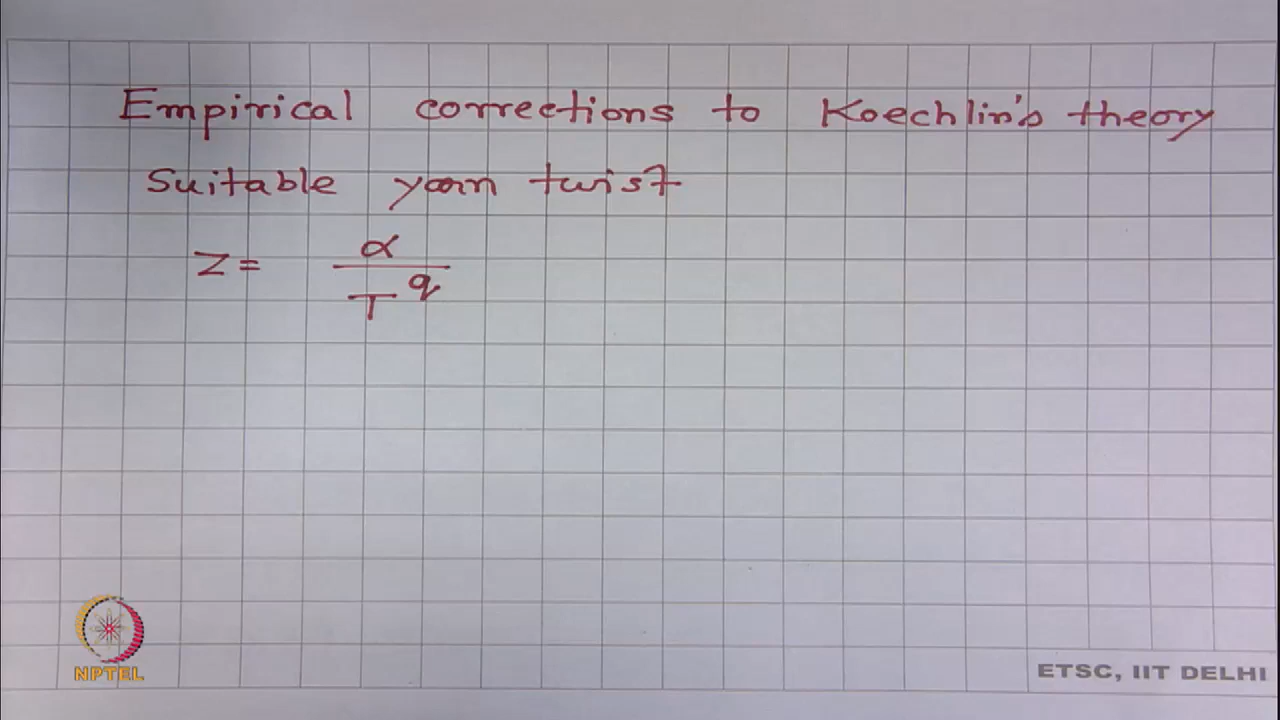 Empirical corrections to Koechlin's theory
Suitable yarn twist
Z = α / T^q
NPTEL
ETSC, IIT DELHI